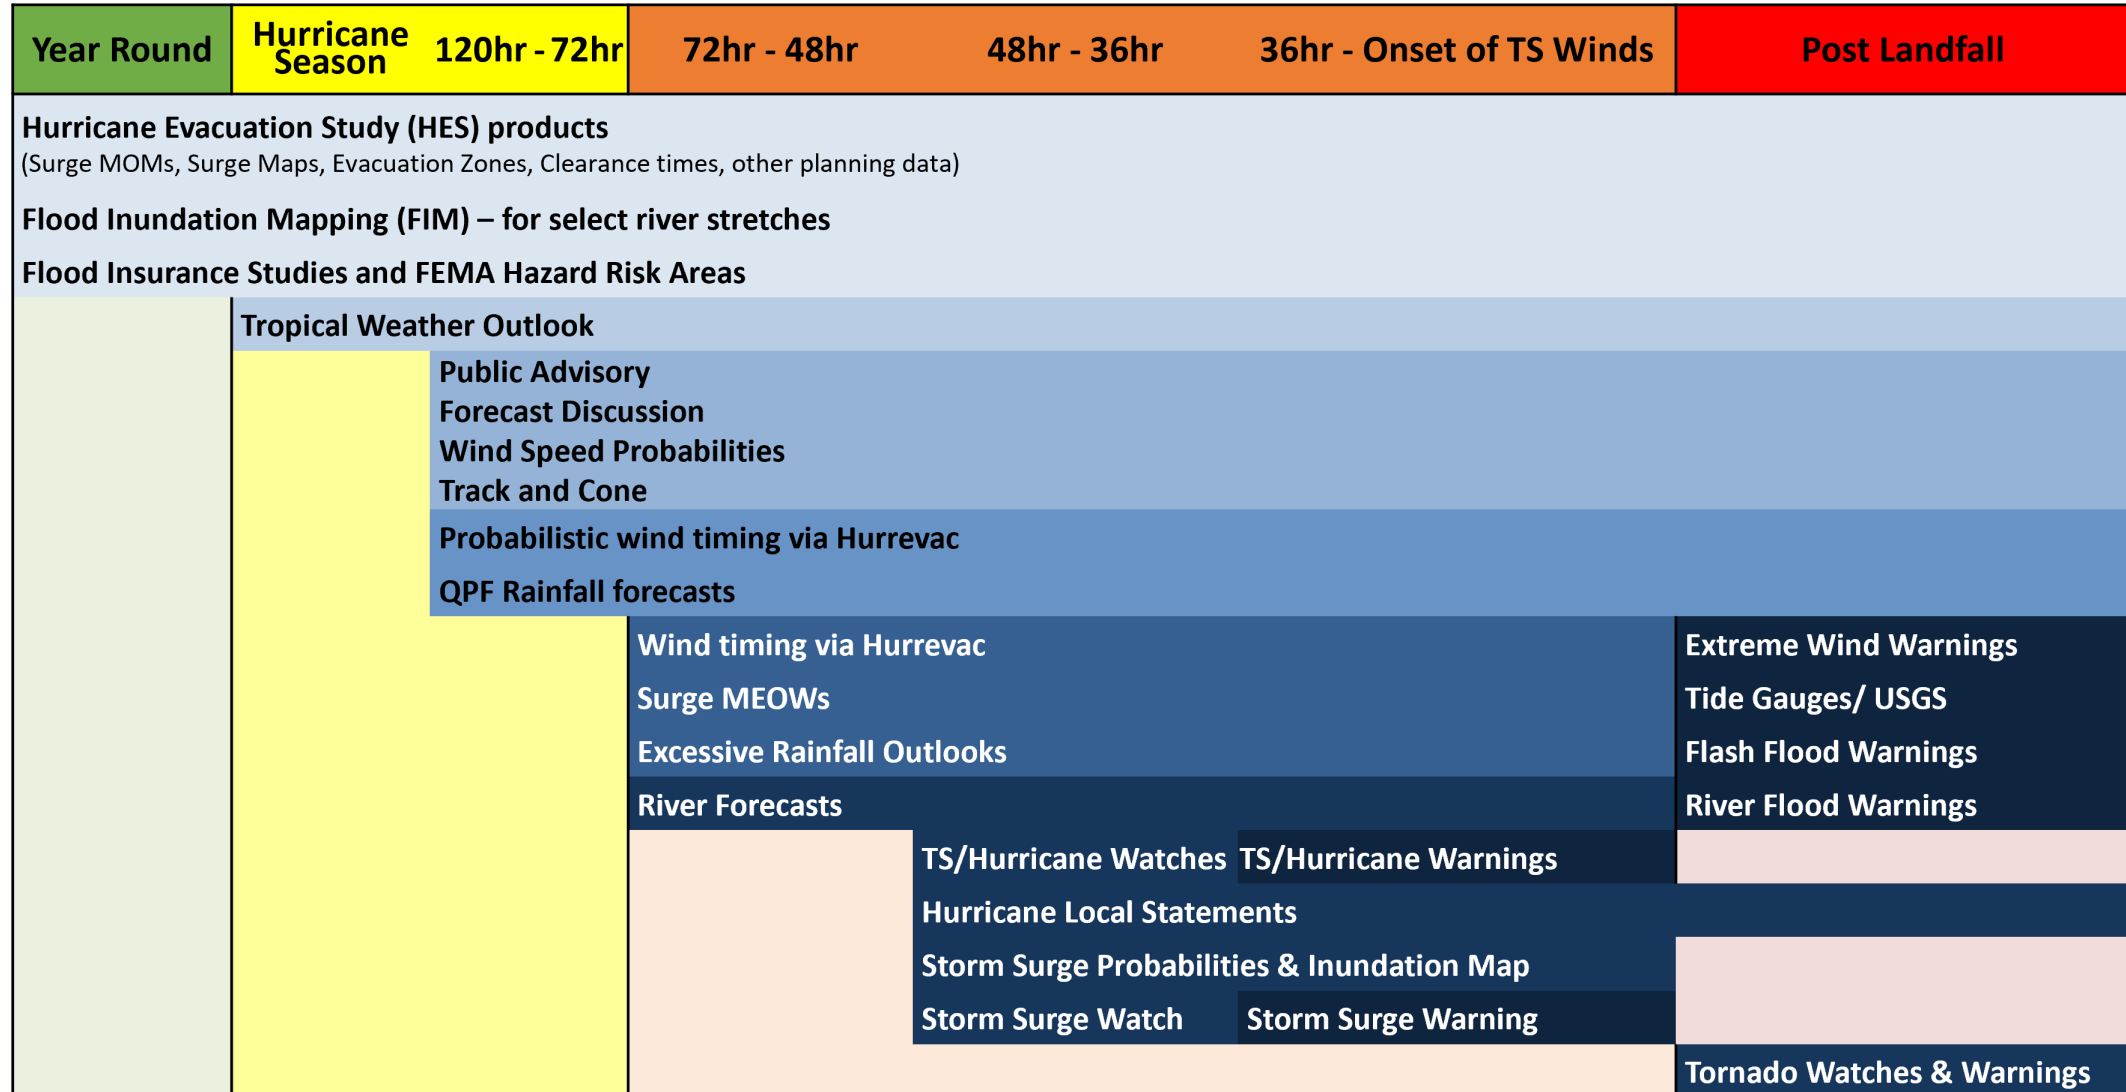 Year Round
Hurricane
Season
120hr - 72hr
72hr - 48hr
48hr - 36hr
36hr - Onset of TS Winds
Post Landfall
Hurricane Evacuation Study (HES) products
(Surge MOMs, Surge Maps, Evacuation Zones, Clearance times, other planning data)
Flood Inundation Mapping (FIM) – for select river stretches
Flood Insurance Studies and FEMA Hazard Risk Areas
Tropical Weather Outlook
Public Advisory
Forecast Discussion
Wind Speed Probabilities
Track and Cone
Probabilistic wind timing via Hurrevac
QPF Rainfall forecasts
Wind timing via Hurrevac
Extreme Wind Warnings
Surge MEOWs
Tide Gauges/ USGS
Excessive Rainfall Outlooks
Flash Flood Warnings
River Forecasts
River Flood Warnings
TS/Hurricane Watches
TS/Hurricane Warnings
Hurricane Local Statements
Storm Surge Probabilities & Inundation Map
Storm Surge Watch
Storm Surge Warning
Tornado Watches & Warnings